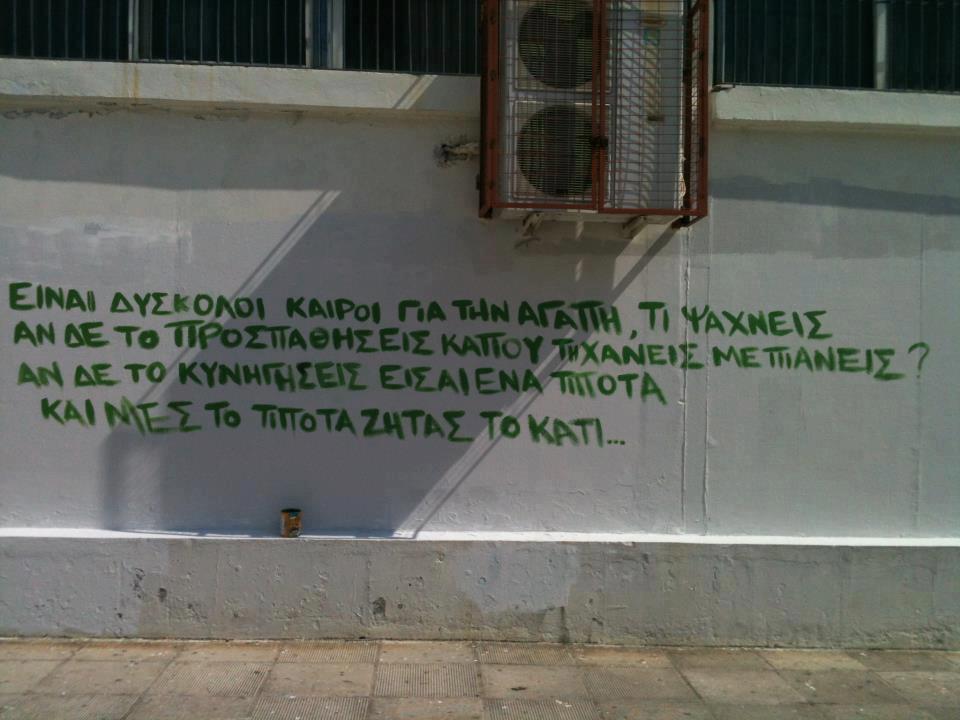 ΕΙΝΑΙ ΔΥΣΚΟΛΟΙ ΚΑΙΡΟΙ ΓΙΑ ΤΗΝ ΑΓΑΠΗ, ΤΙ ΨΑΧΝΕΙΣ
ΑΝ ΔΕ ΤΟ ΠΡΟΣΠΑΘΗΣΕΙΣ ΚΑΠΟΥ ΠΙΧΑΝΕΙΣ ΜΕ ΠΙΑΝΕΙΣ?
ΑΝ ΔΕ ΤΟ ΚΥΝΗΓΗΣΕΙΣ ΕΙΣΑΙ ΕΝΑ ΤΙΠΟΤΑ
ΚΑΙ ΜΕΣ ΤΟ ΤΙΠΟΤΑ ΖΗΤΑΣ ΤΟ ΚΑΤΙ...